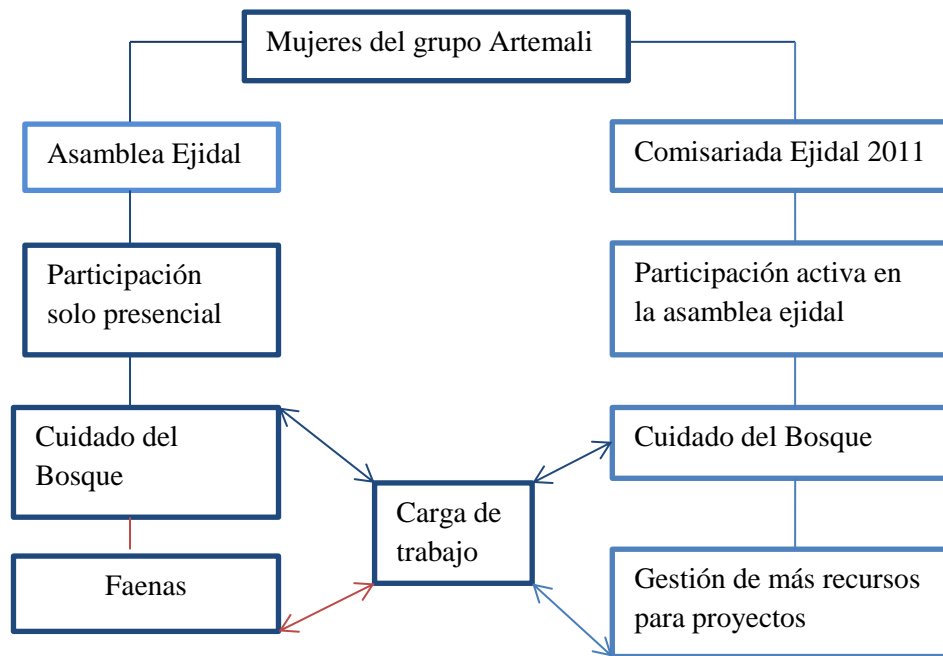 Mujeres del grupo Artemali
Asamblea Ejidal
Comisariada Ejidal 2011
Participación
solo presencial
Participación activa en
la asamblea ejidal
Cuidado del
Bosque
Cuidado del Bosque
Carga de
trabajo
Faenas
Gestión de más recursos
para proyectos